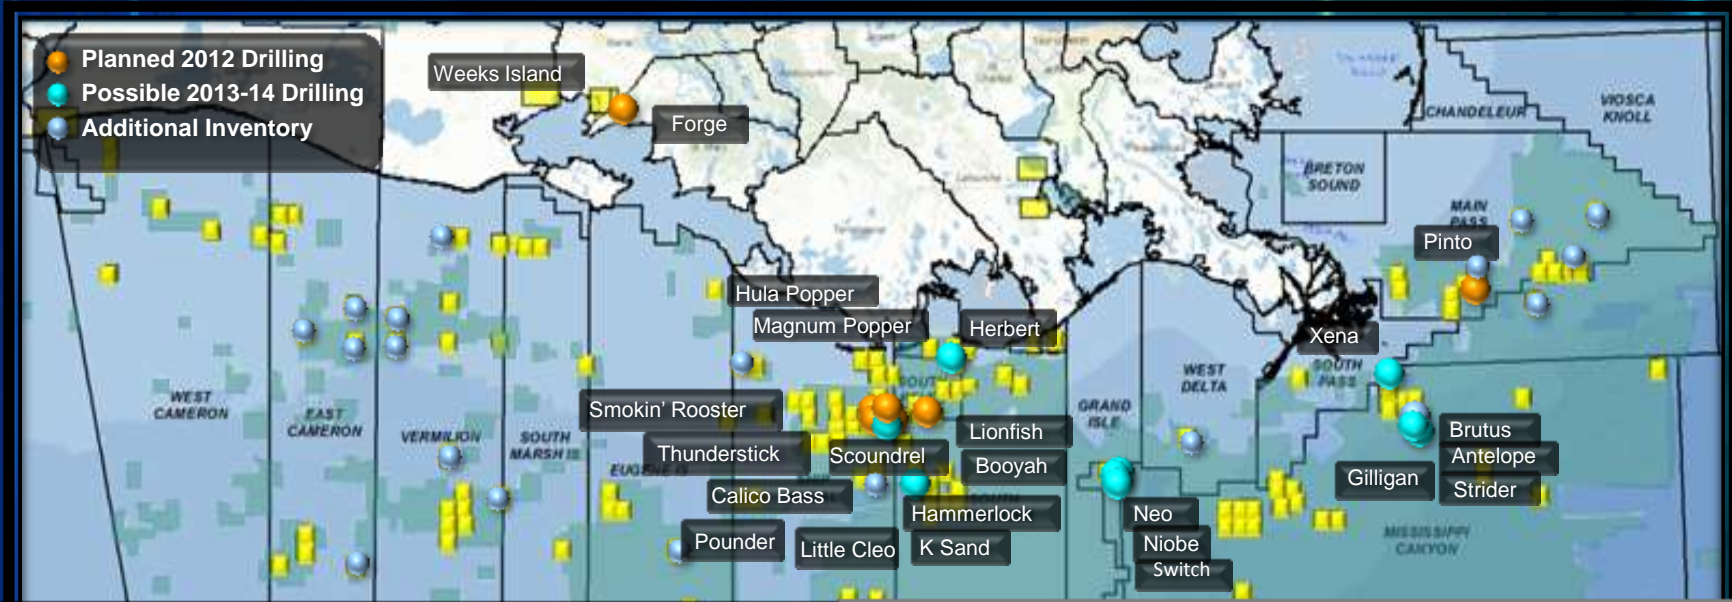 Planned 2012 Drilling
Possible 2013-14 Drilling
Additional Inventory
Weeks Island
Forge
CHANDELEUR
VIOSCA
KNOLL
BRETON
SOUND
MAIN
PASS
Pinto
Hula Popper
Magnum Popper
Herbert
Xena
WEST
CAMERON
EAST
CAMERON
VERMILION
SOUTH
MARSH IS
EUGENE IS
GRAND
ISLE
WEST
DELTA
SOUTH
PASS
Smokin’ Rooster
Thunderstick
Scoundrel
Lionfish
Booyah
Calico Bass
Hammerlock
Pounder
Little Cleo
K Sand
Neo
Niobe
Switch
Brutus
Antelope
Gilligan
Strider
MISSISSIPPI
CANYON